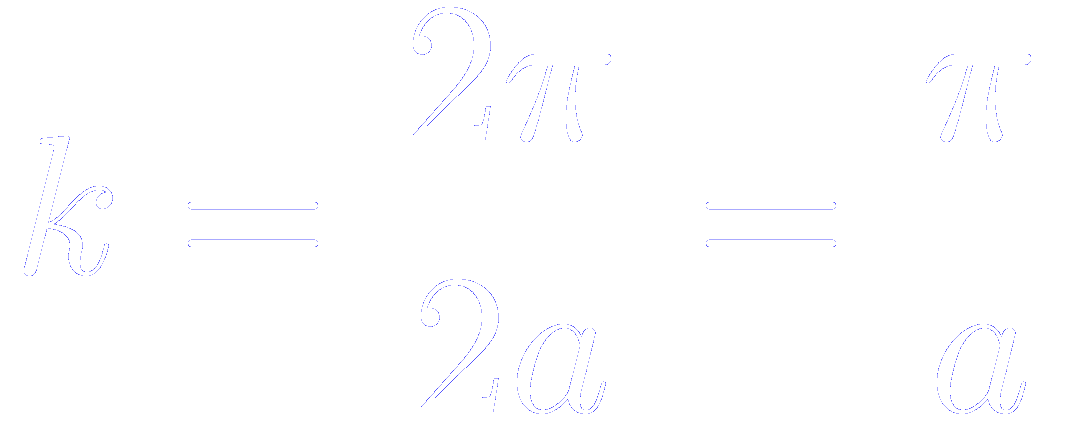 k = 2π/2a = π/a